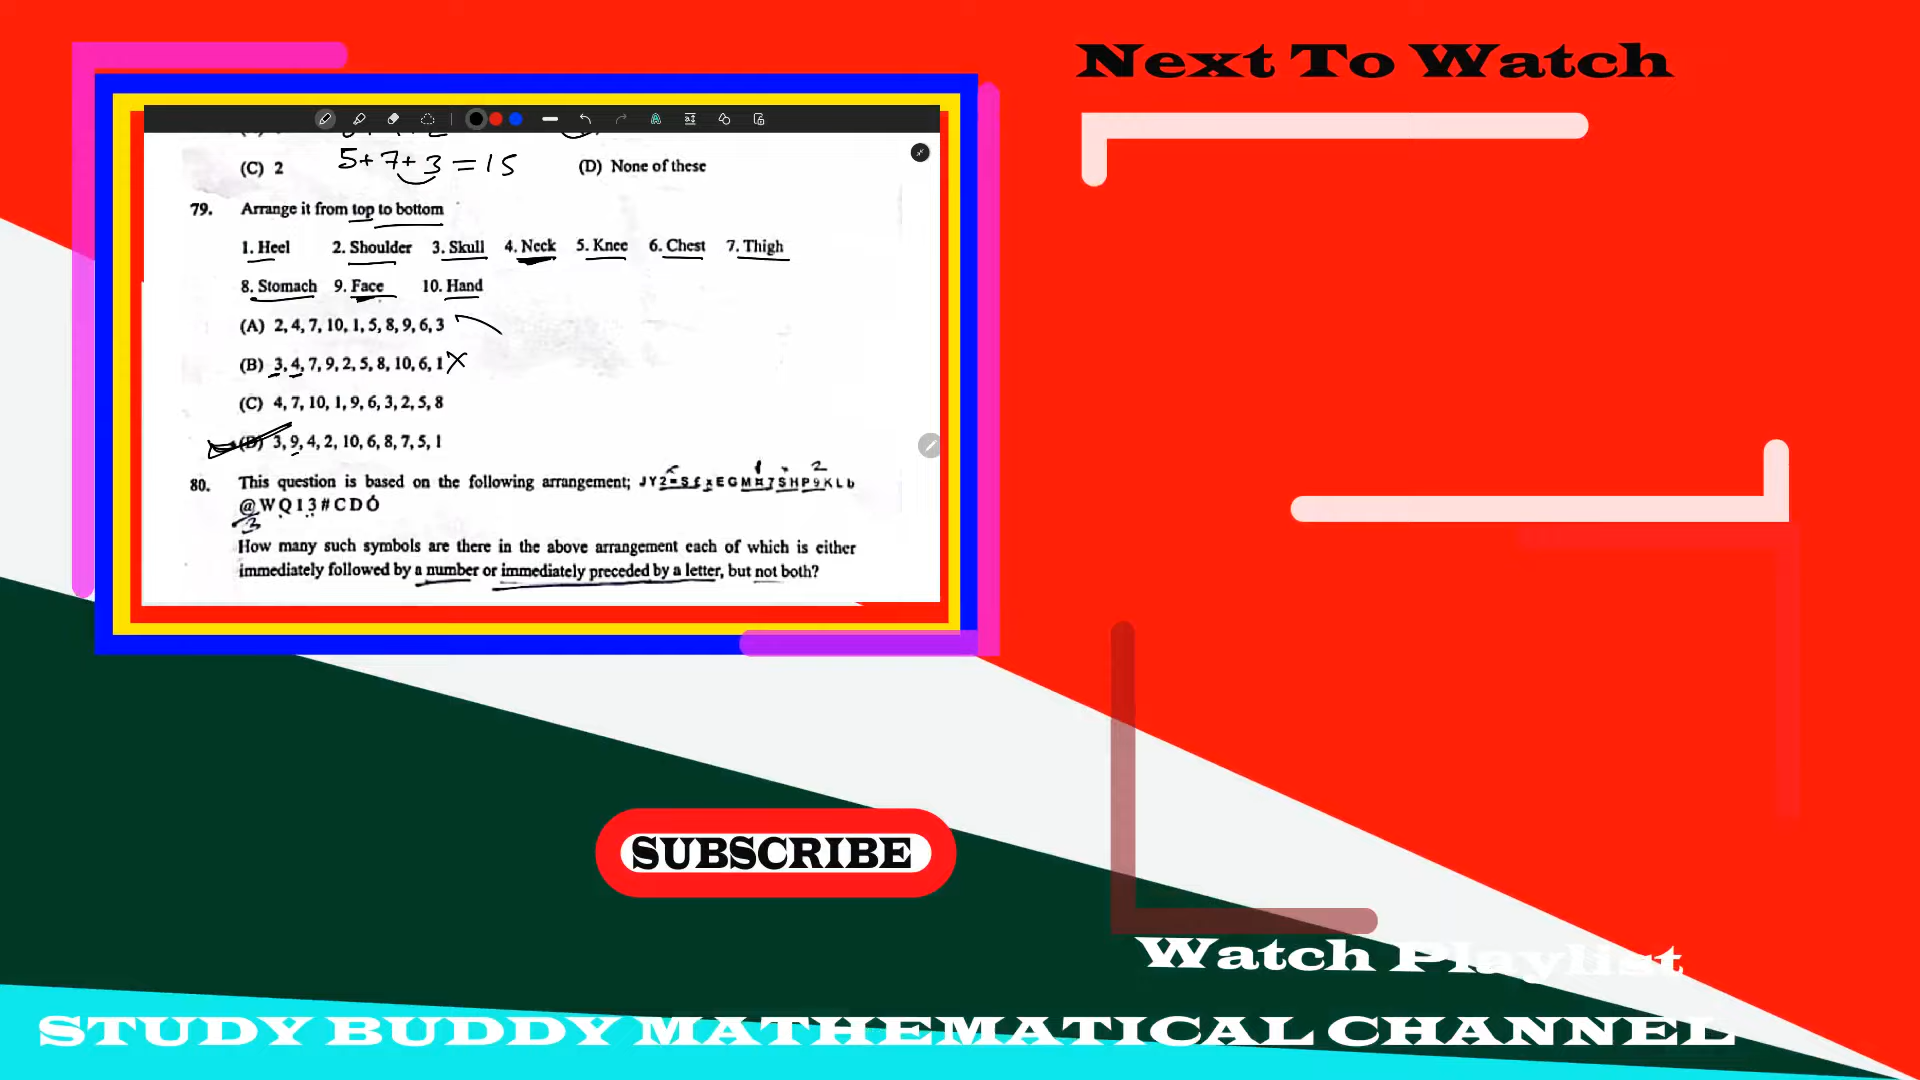 Next To Watch
(C) 2 5+7+3=15 (D) None of these
79. Arrange it from top to bottom
1. Heel 2. Shoulder 3. Skull 4. Neck 5. Knee 6. Chest 7. Thigh
8. Stomach 9. Face 10. Hand
(A) 2, 4, 7, 10, 1, 5, 8, 9, 6, 3
(B) 3, 4, 7, 9, 2, 5, 8, 10, 6, 1
(C) 4, 7, 10, 1, 9, 6, 3, 2, 5, 8
(D) 3, 9, 4, 2, 10, 6, 8, 7, 5, 1
80. This question is based on the following arrangement;
@ W Q 1 3 # C D
How many such symbols are there in the above arrangement each of which is either
immediately followed by a number or immediately preceded by a letter, but not both?
SUBSCRIBE
Watch Playlist
STUDY BUDDY MATHEMATICAL CHANNEL